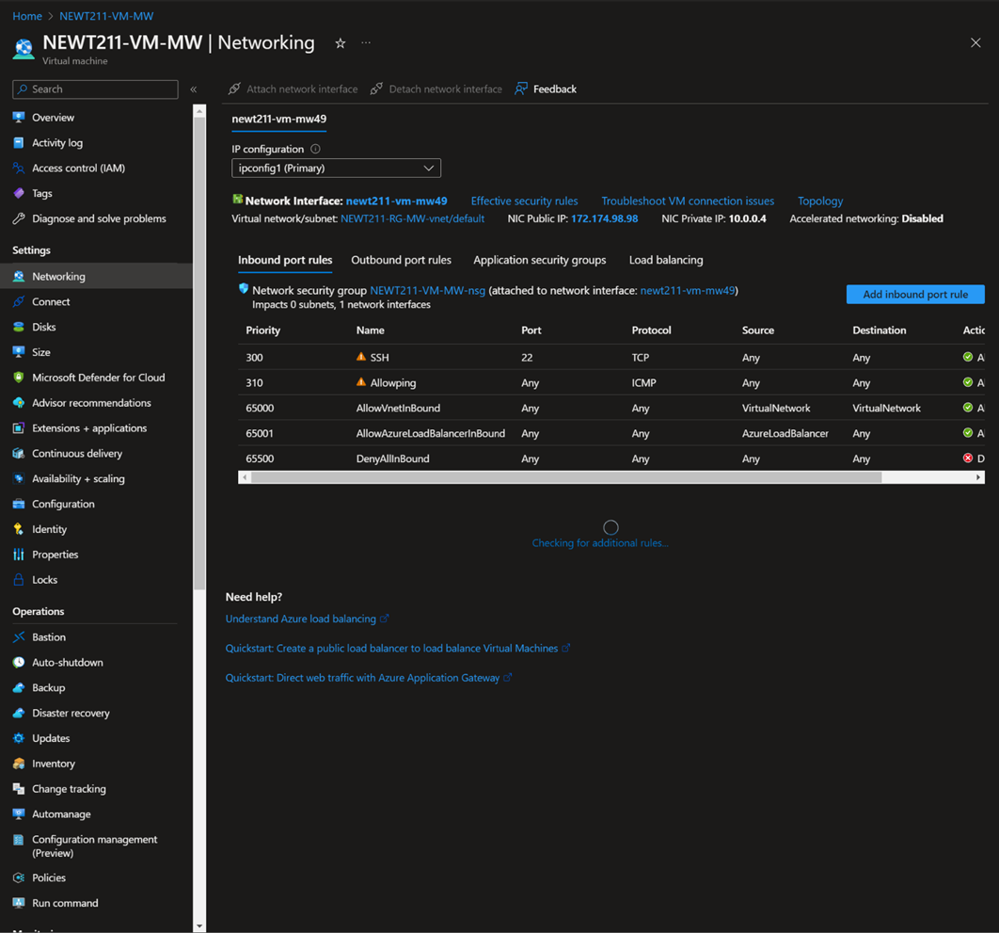 Home > NEWT211-VM-MW
NEWT211-VM-MW | Networking
Virtual machine
Search
Overview
Activity log
Access control (IAM)
Tags
Diagnose and solve problems
Settings
Networking
Connect
Disks
Size
Microsoft Defender for Cloud
Advisor recommendations
Extensions + applications
Continuous delivery
Availability + scaling
Configuration
Identity
Properties
Locks
Operations
Bastion
Auto-shutdown
Backup
Disaster recovery
Updates
Inventory
Change tracking
Automanage
Configuration management
(Preview)
Policies
Run command
Attach network interface Detach network interface Feedback
newt211-vm-mw49
IP configuration
ipconfig1 (Primary)
Network Interface: newt211-vm-mw49 Effective security rules Troubleshoot VM connection issues Topology
Virtual network/subnet: NEWT211-RG-MW-vnet/default NIC Public IP: 172.174.98.98 NIC Private IP: 10.0.0.4 Accelerated networking: Disabled
Inbound port rules Outbound port rules Application security groups Load balancing
Network security group NEWT211-VM-MW-nsg (attached to network interface: newt211-vm-mw49)
Impacts 0 subnets, 1 network interfaces
Add inbound port rule
Priority Name Port Protocol Source Destination Actic
300 SSH 22 TCP Any Any A
310 Allowping Any ICMP Any Any A
65000 AllowVnetInBound Any Any VirtualNetwork VirtualNetwork A
65001 AllowAzureLoadBalancerInBound Any Any AzureLoadBalancer Any A
65500 DenyAllInBound Any Any Any Any D
Checking for additional rules...
Need help?
Understand Azure load balancing
Quickstart: Create a public load balancer to load balance Virtual Machines
Quickstart: Direct web traffic with Azure Application Gateway